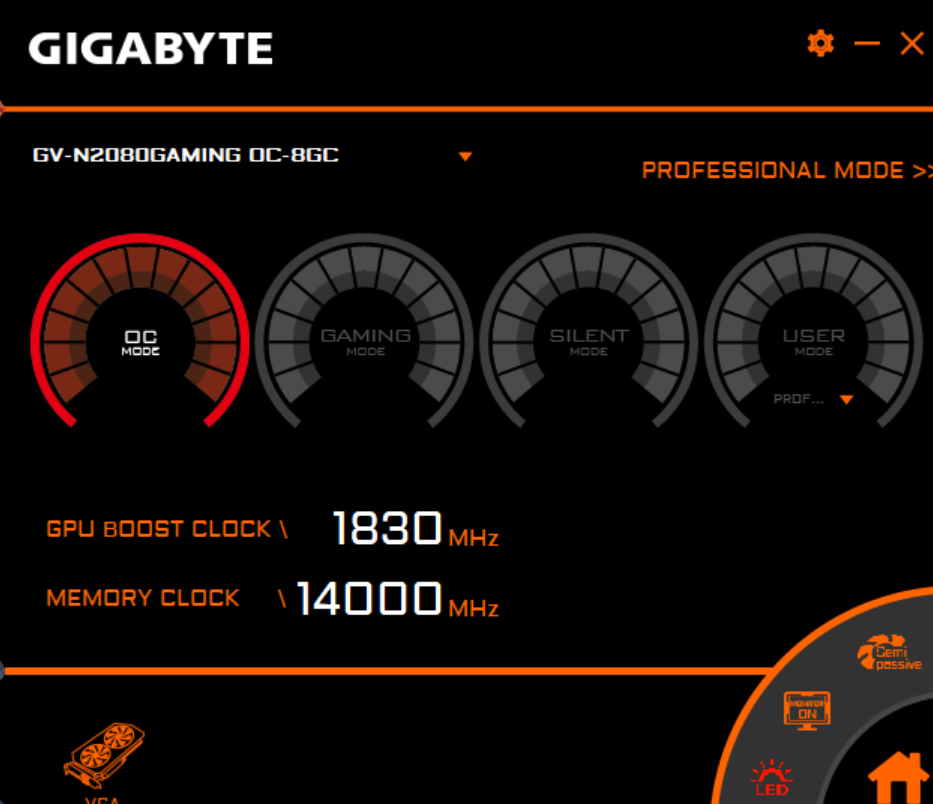 GIGABYTE
GV-N2080GAMING OC-8GC
PROFESSIONAL MODE >>
OC
MODE
GAMING
MODE
SILENT
MODE
USER
MODE
PROF...
GPU BOOST CLOCK \ 1830 MHz
MEMORY CLOCK \ 14000 MHz
Semi
passive
MONITOR
ON
LED
VGA